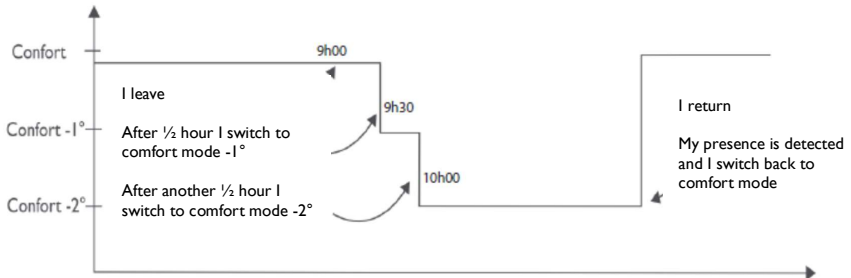 Confort
9h00
I leave
9h30
I return
Confort -1°
After ½ hour I switch to
comfort mode -1°
My presence is detected
and I switch back to
comfort mode
10h00
After another ½ hour I
switch to comfort mode -2°
Confort -2°